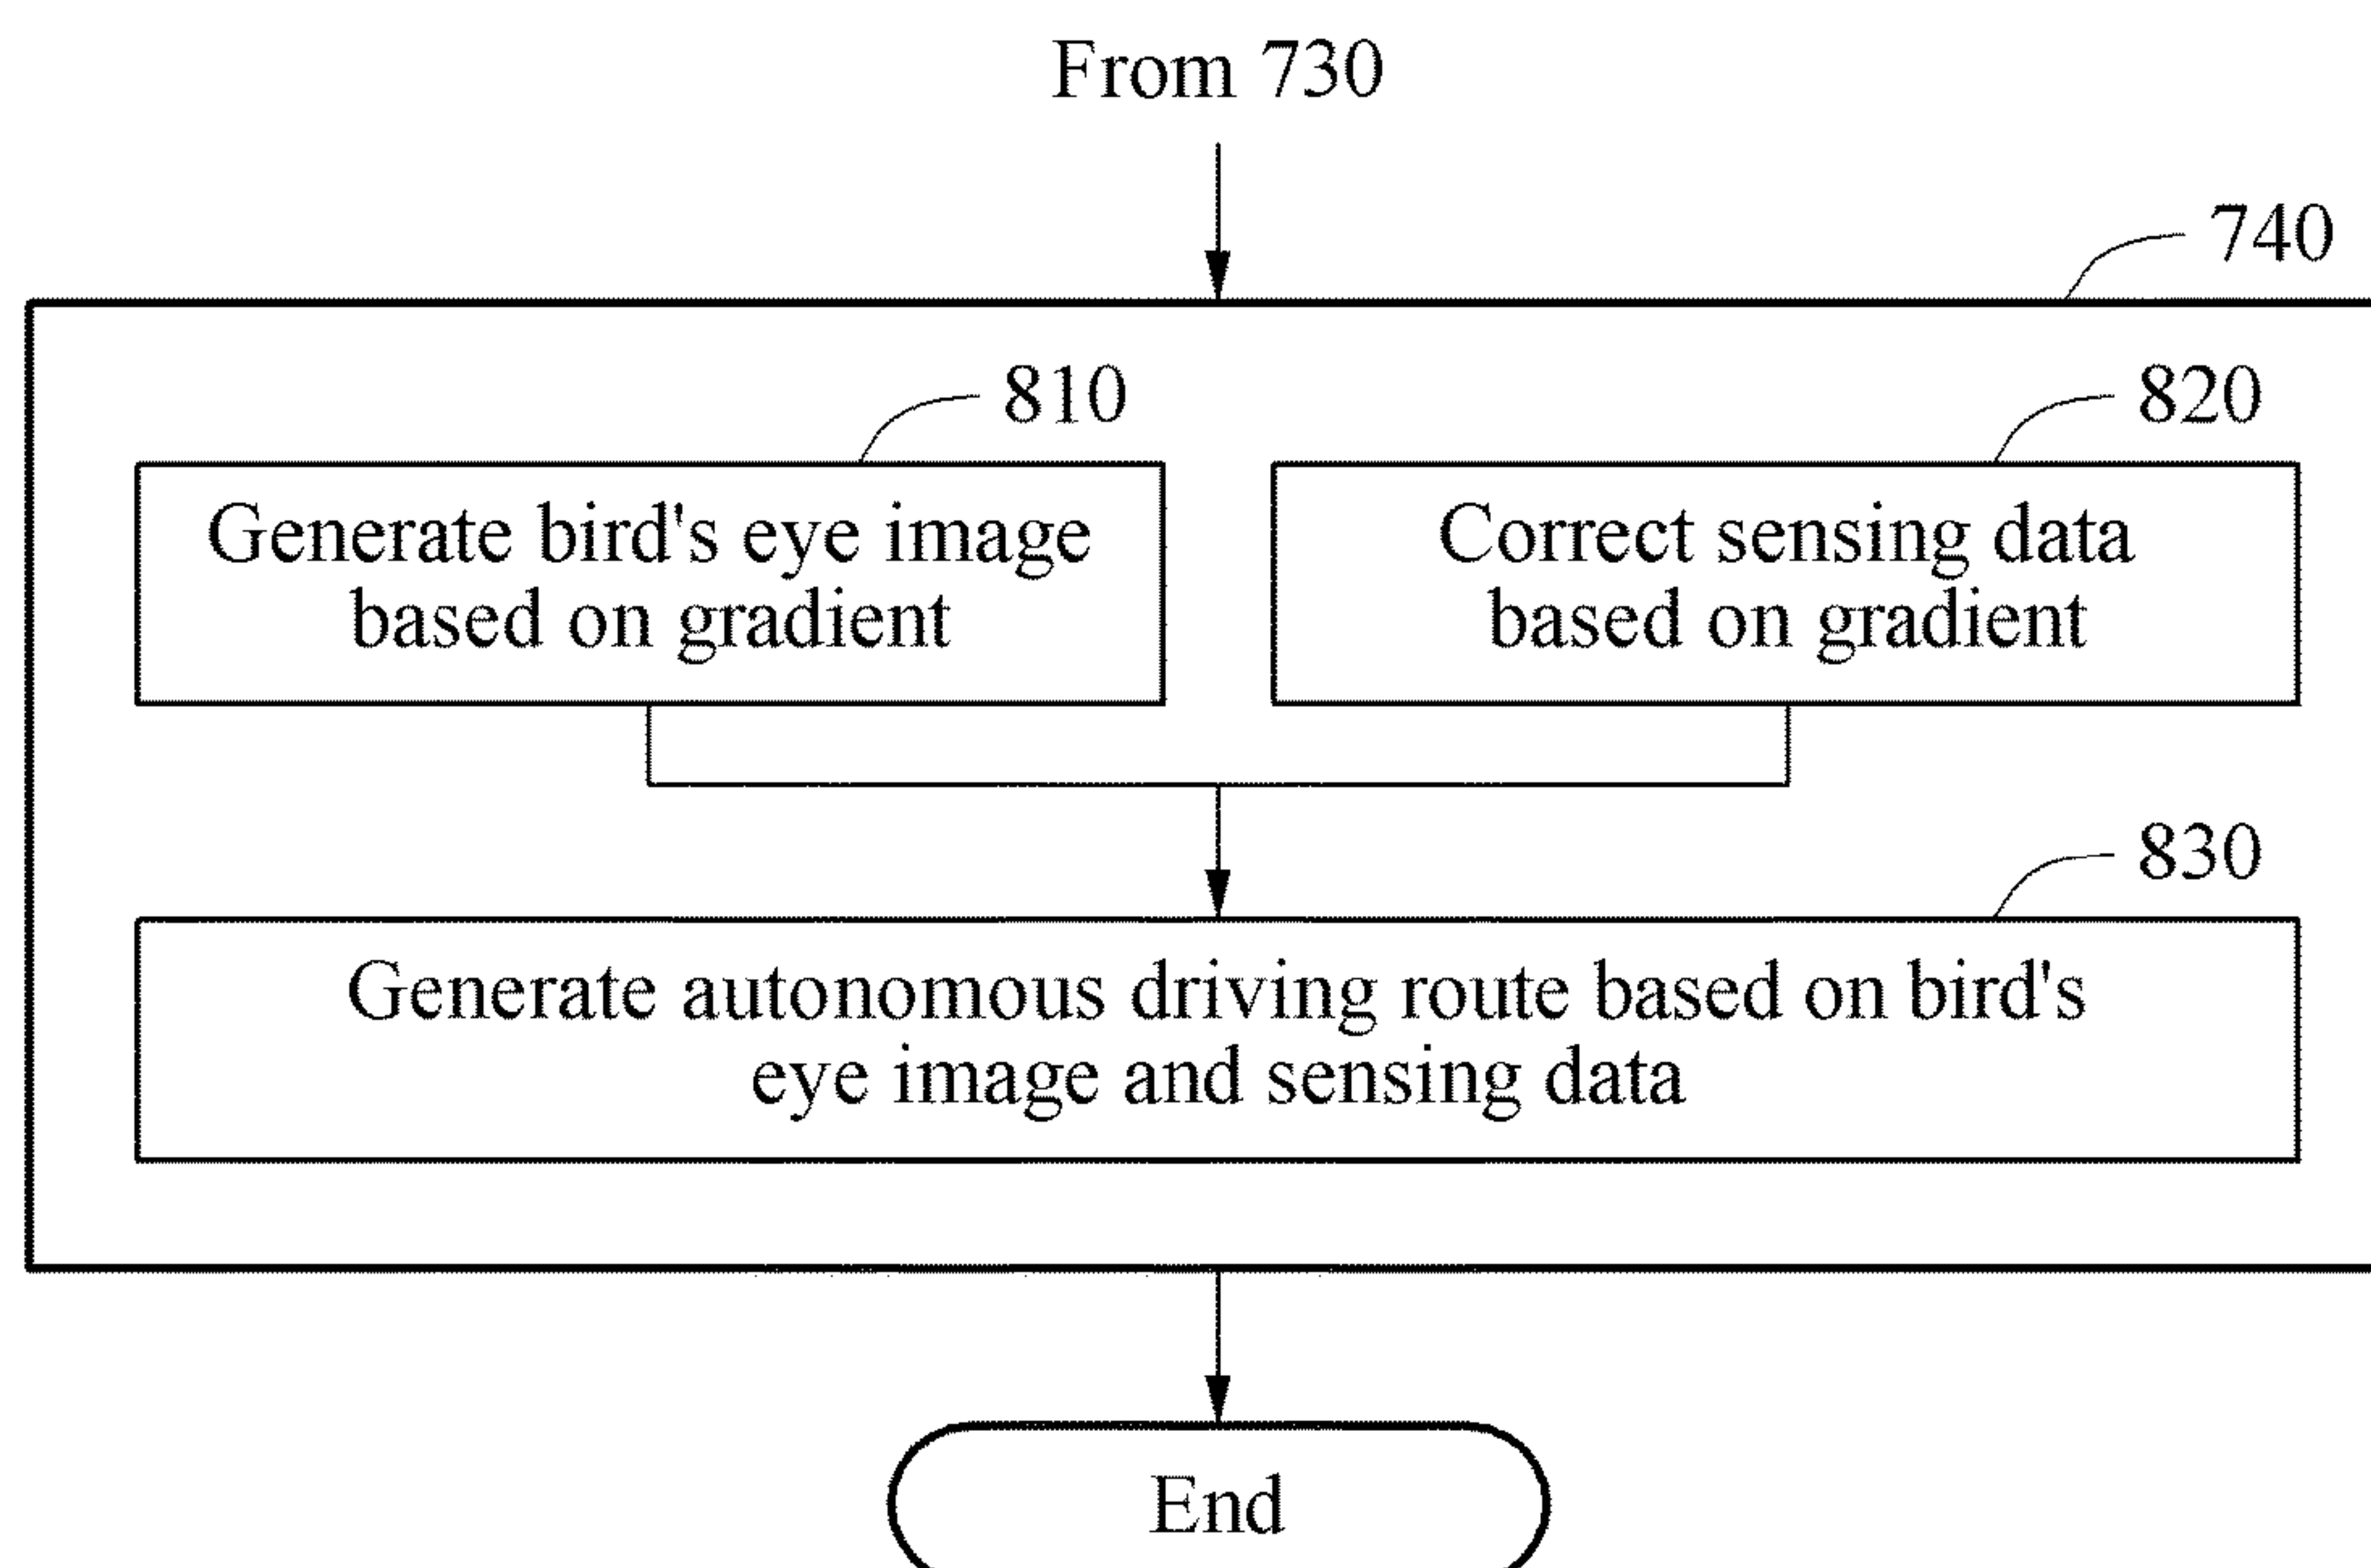 From 730
740
810
820
Generate bird's eye image
based on gradient
Correct sensing data
based on gradient
830
Generate autonomous driving route based on bird's
eye image and sensing data
End